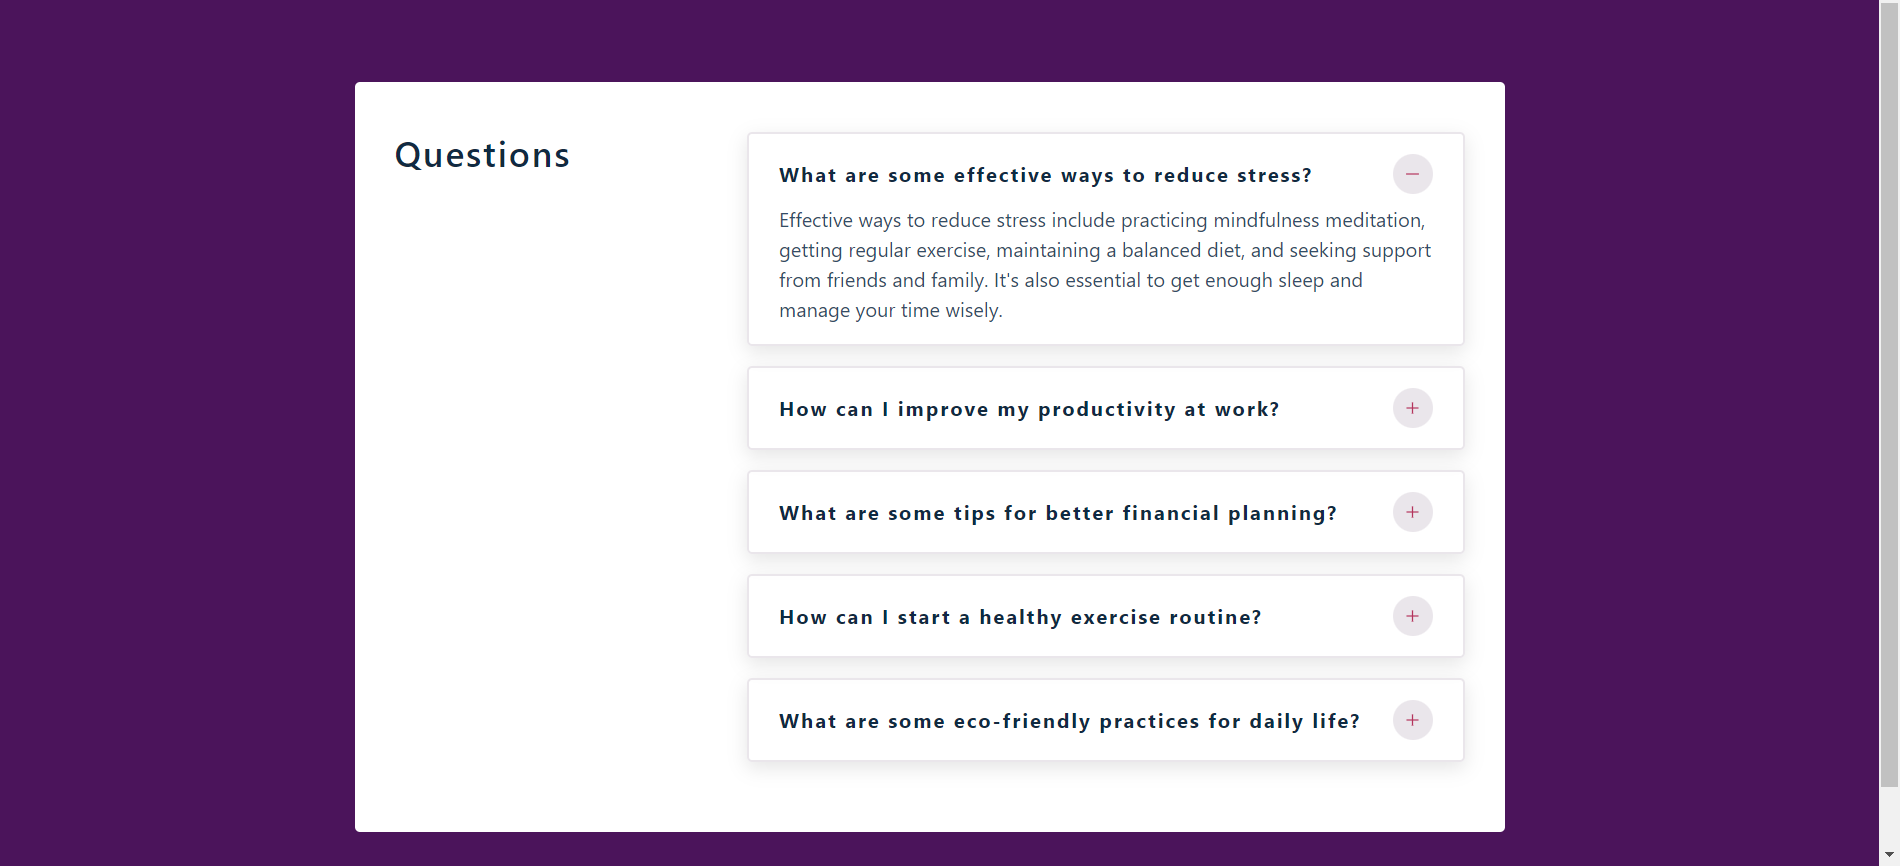 Questions
What are some effective ways to reduce stress?
Effective ways to reduce stress include practicing mindfulness meditation,
getting regular exercise, maintaining a balanced diet, and seeking support
from friends and family. It's also essential to get enough sleep and
manage your time wisely.
How can I improve my productivity at work?
What are some tips for better financial planning?
How can I start a healthy exercise routine?
What are some eco-friendly practices for daily life?